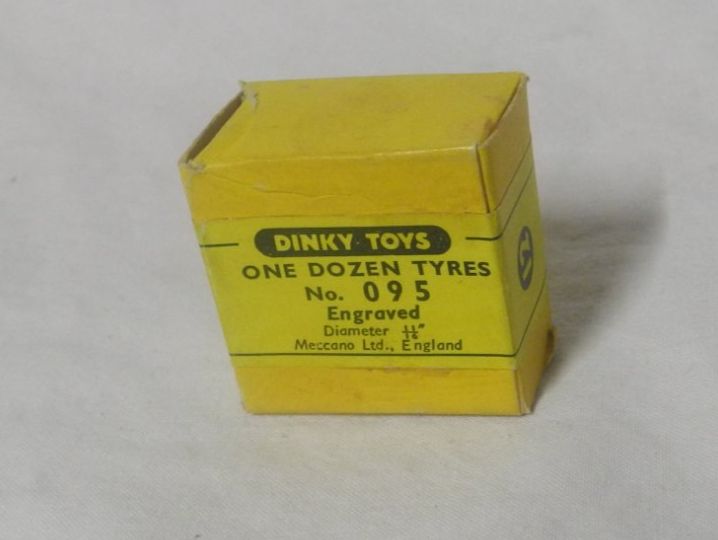 DINKY TOYS
ONE DOZEN TYRES
No. 095
Engraved
Diameter 11/16"
Meccano Ltd., England